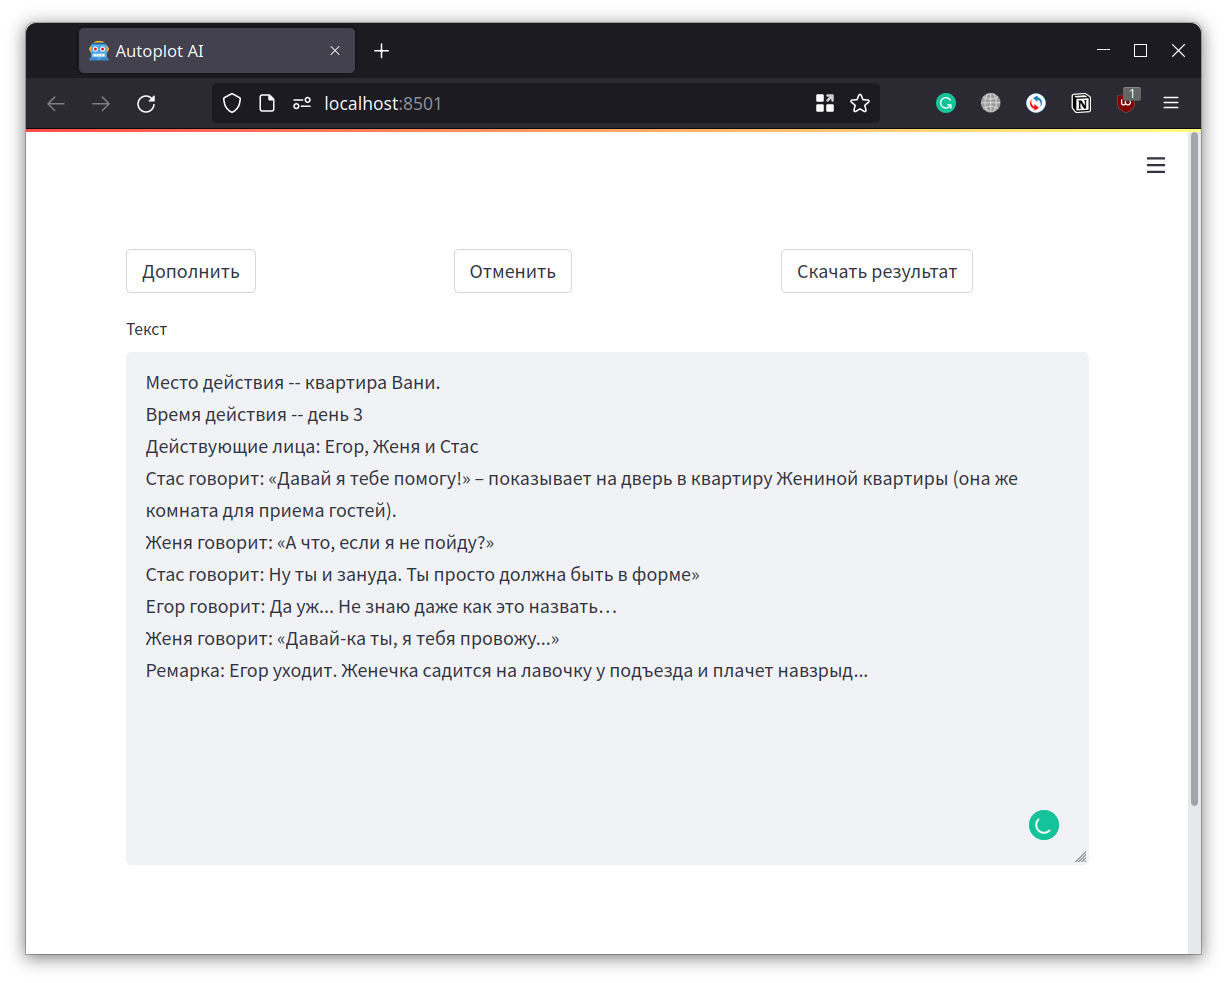 Autoplot AI
localhost:8501
1
Дополнить
Отменить
Скачать результат
Текст
Место действия -- квартира Вани.
Время действия -- день 3
Действующие лица: Егор, Женя и Стас
Стас говорит: «Давай я тебе помогу!» – показывает на дверь в квартиру Жениной квартиры (она же
комната для приема гостей).
Женя говорит: «А что, если я не пойду?»
Стас говорит: Ну ты и зануда. Ты просто должна быть в форме»
Егор говорит: Да уж... Не знаю даже как это назвать…
Женя говорит: «Давай-ка ты, я тебя провожу...»
Ремарка: Егор уходит. Женечка садится на лавочку у подъезда и плачет навзрыд...